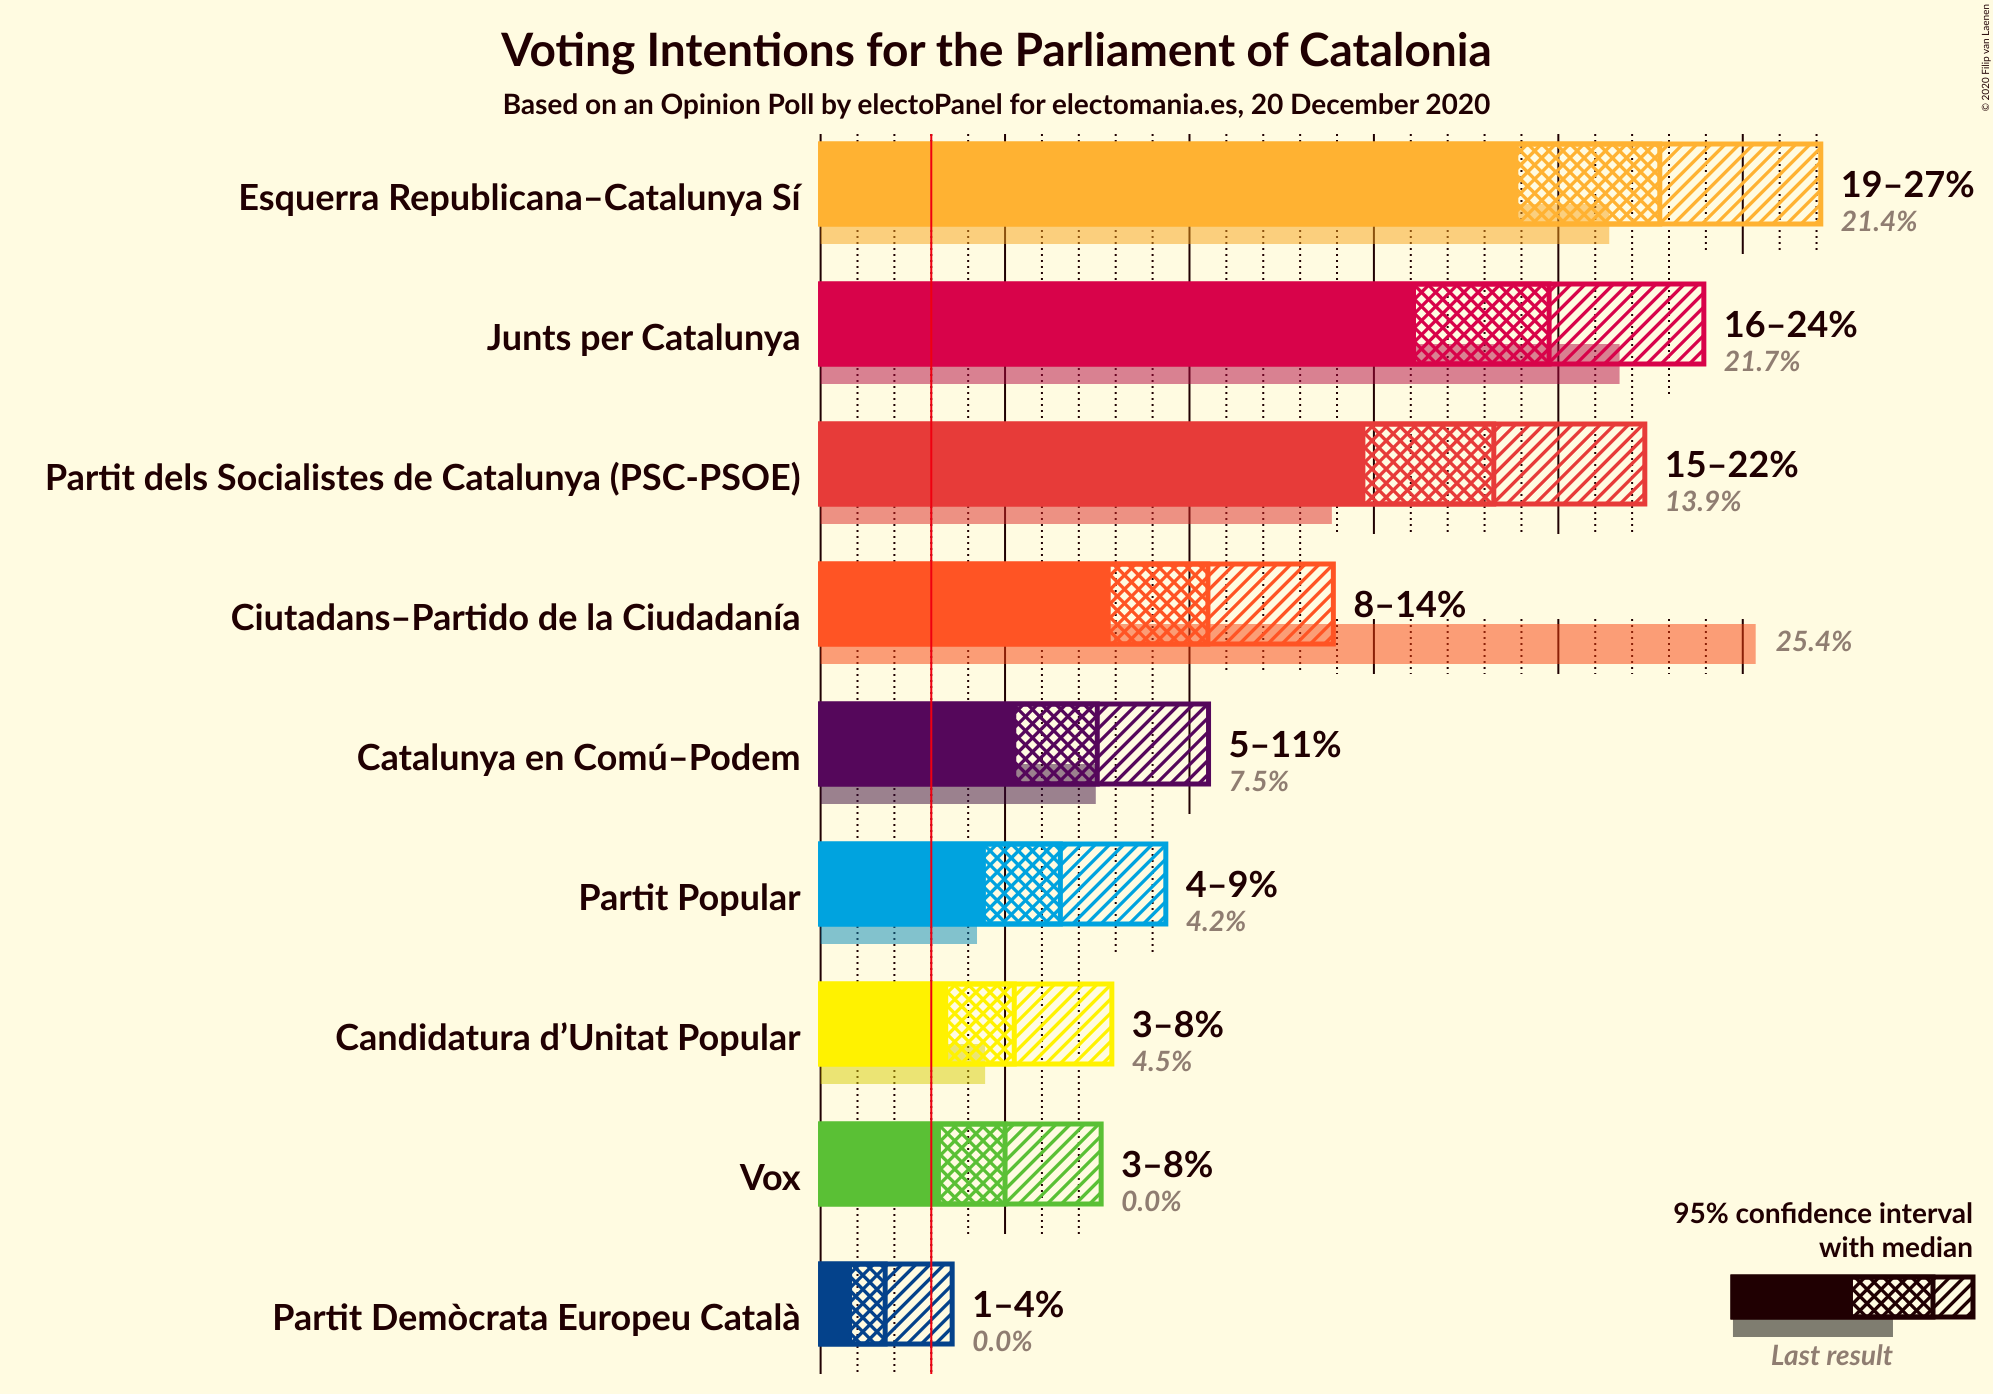 Voting Intentions for the Parliament of Catalonia
Based on an Opinion Poll by electoPanel for electomania.es, 20 December 2020
© 2020 Filip van Laenen
Esquerra Republicana–Catalunya Sí
19–27%
21.4%
Junts per Catalunya
16–24%
21.7%
Partit dels Socialistes de Catalunya (PSC-PSOE)
15–22%
13.9%
Ciutadans–Partido de la Ciudadanía
8–14%
25.4%
Catalunya en Comú–Podem
5–11%
7.5%
Partit Popular
4–9%
4.2%
Candidatura d’Unitat Popular
3–8%
4.5%
Vox
3–8%
0.0%
Partit Demòcrata Europeu Català
1–4%
0.0%
95% confidence interval
with median
Last result